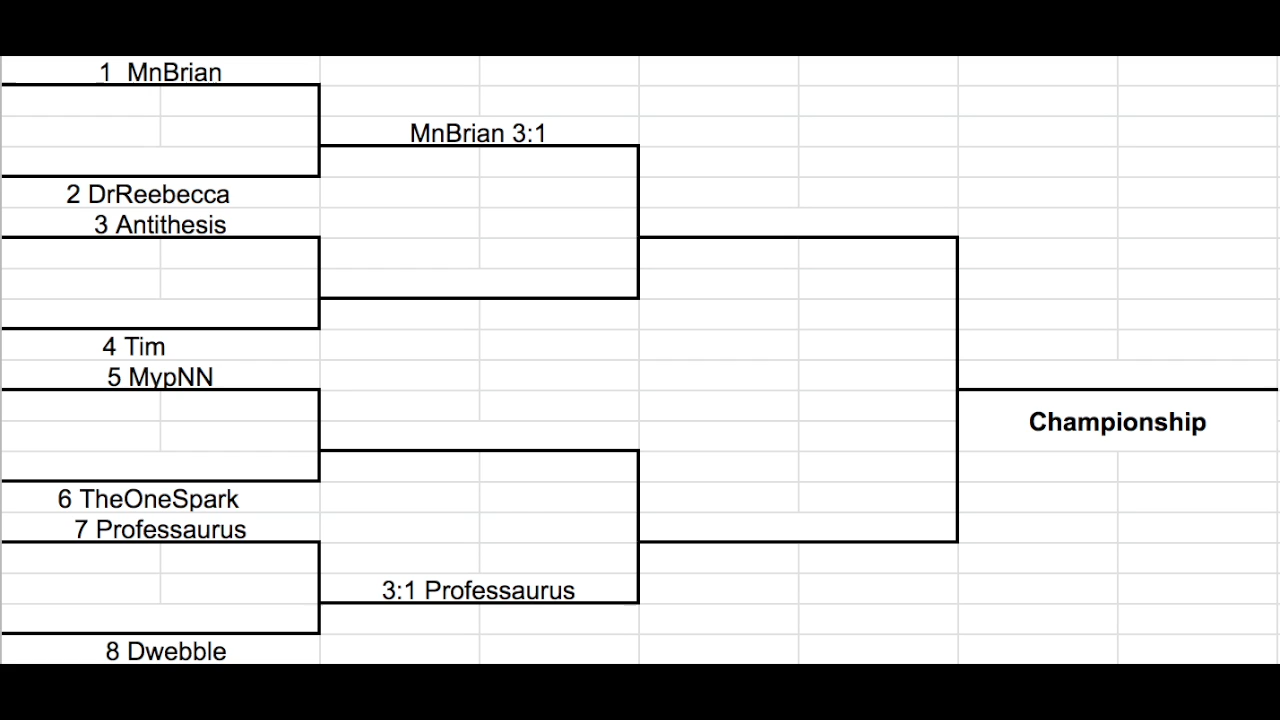 1 MnBrian
MnBrian 3:1
2 DrReebecca
3 Antithesis
4 Tim
5 MypNN
Championship
6 TheOneSpark
7 Professaurus
3:1 Professaurus
8 Dwebble